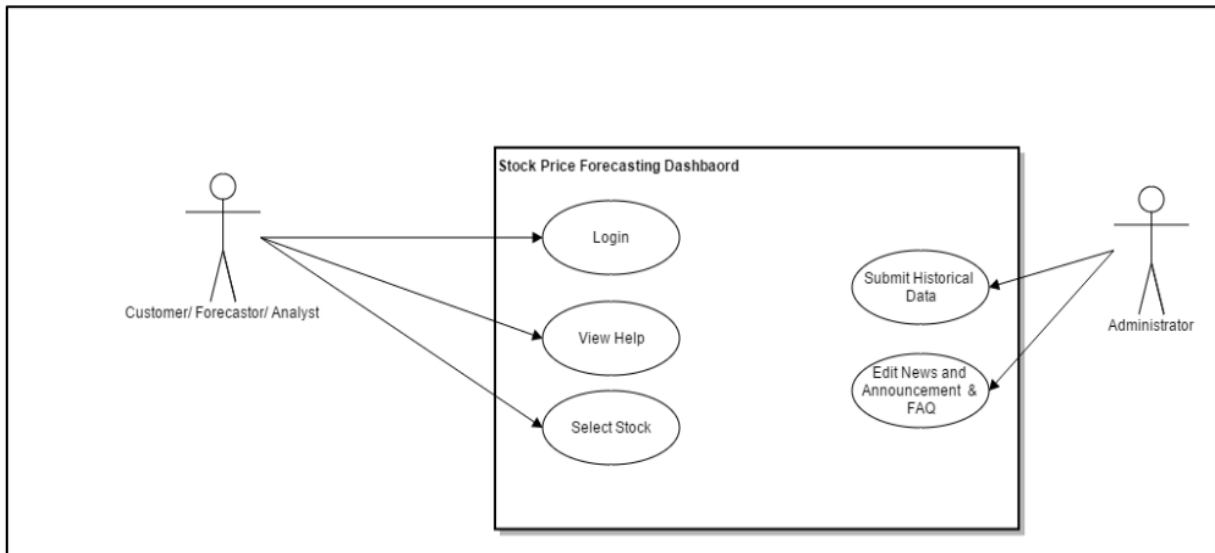 Stock Price Forecasting Dashbaord
Login
View Help
Select Stock
Customer/ Forecastor/ Analyst
Submit Historical
Data
Edit News and
Announcement &
FAQ
Administrator